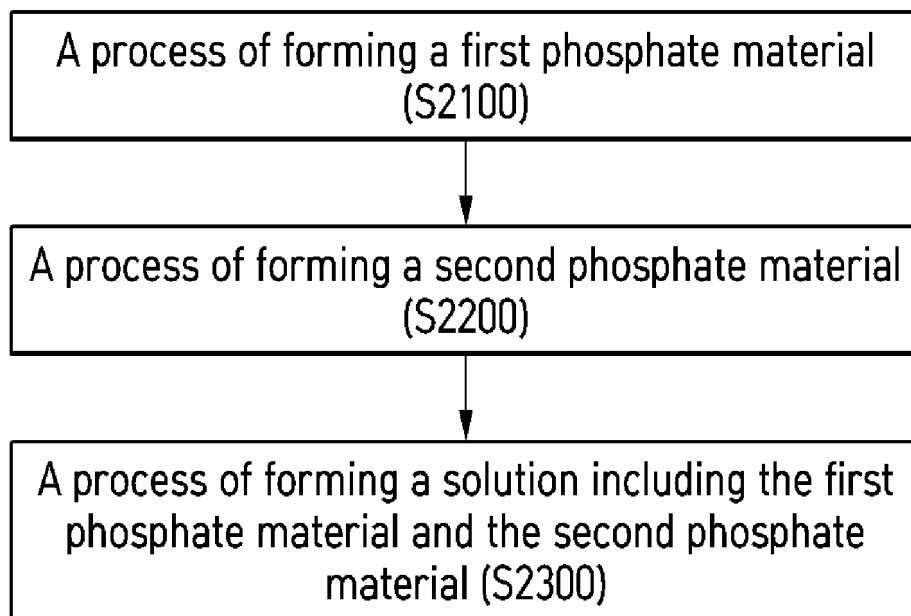 A process of forming a first phosphate material
(S2100)
A process of forming a second phosphate material
(S2200)
A process of forming a solution including the first
phosphate material and the second phosphate
material (S2300)